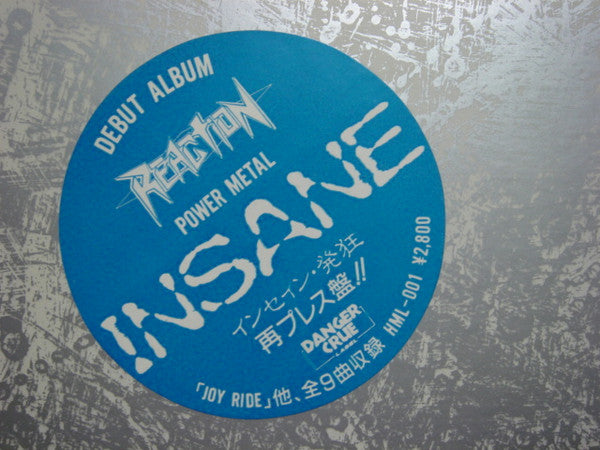 DEBUT ALBUM
REACTION
POWER METAL
INSANE
インセイン・発狂
再プレス盤!!
DANGER
CRUE
LABEL
「JOY RIDE」他、全9曲収録 HML-001 ¥2,800